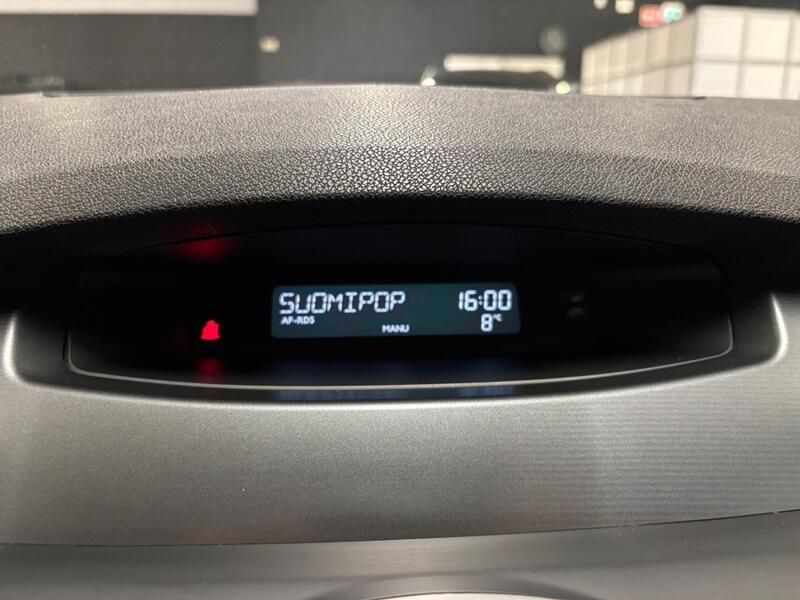 SUOMIPOP 16:00
AF-RDS 8°C
MANU